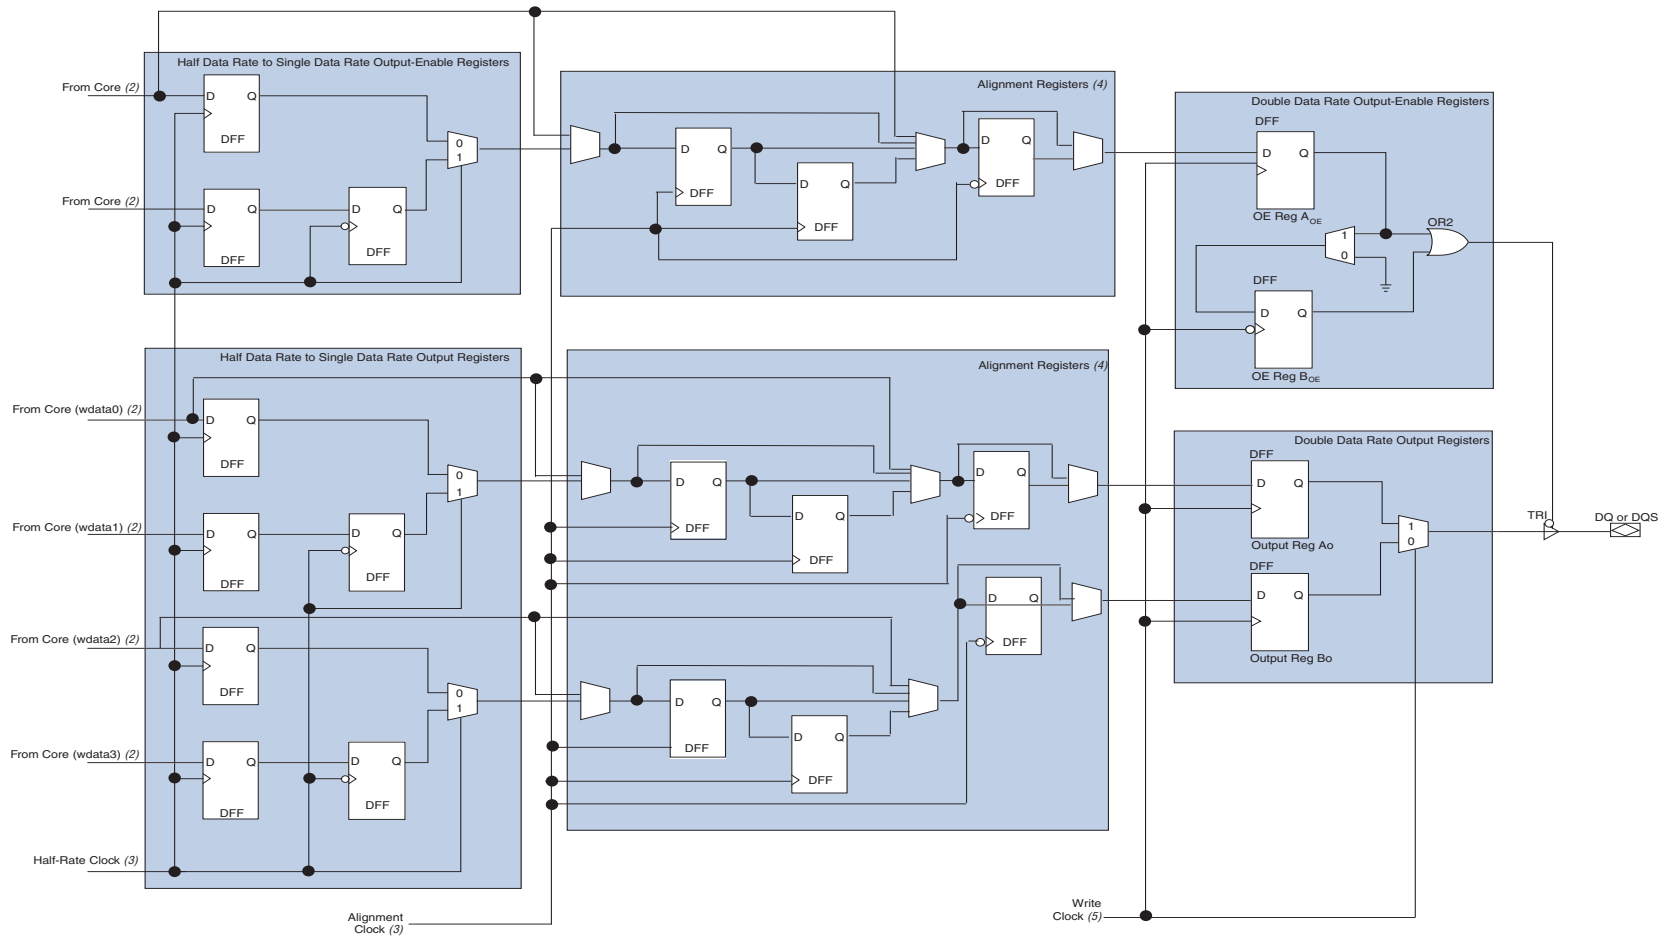 Half Data Rate to Single Data Rate Output-Enable Registers
From Core (2)
D Q
DFF
0
1
From Core (2)
D Q
DFF
D Q
DFF
Alignment Registers (4)
D Q
DFF
D Q
DFF
D Q
DFF
Double Data Rate Output-Enable Registers
DFF
D Q
OE Reg AOE
1
0
OR2
DFF
D Q
OE Reg BOE
Half Data Rate to Single Data Rate Output Registers
From Core (wdata0) (2)
D Q
DFF
0
1
From Core (wdata1) (2)
D Q
DFF
D Q
DFF
From Core (wdata2) (2)
D Q
DFF
0
1
From Core (wdata3) (2)
D Q
DFF
D Q
DFF
Half-Rate Clock (3)
Alignment Registers (4)
D Q
DFF
D Q
DFF
D Q
DFF
D Q
DFF
D Q
DFF
D Q
DFF
Alignment
Clock (3)
Double Data Rate Output Registers
DFF
D Q
Output Reg Ao
1
0
DFF
D Q
Output Reg Bo
TRI
DQ or DQS
Write
Clock (5)